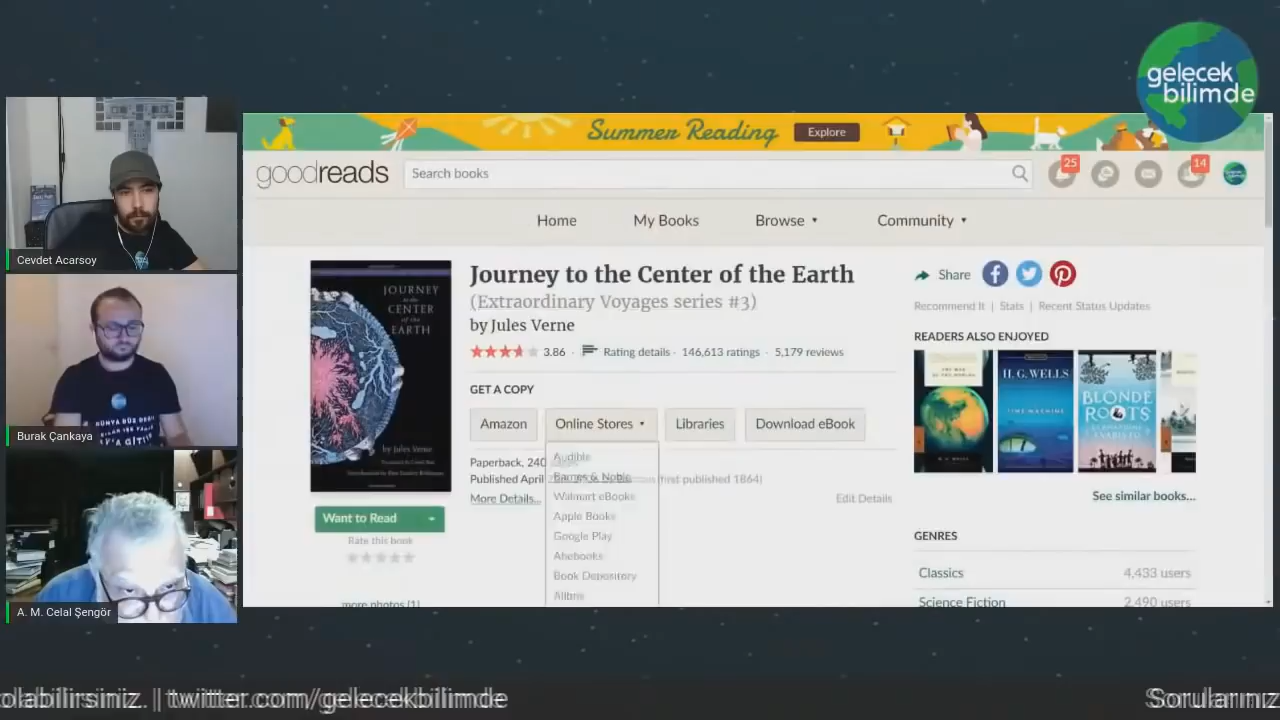 gelecek
bilimde
Summer Reading
Explore
goodreads
Search books
25
14
Home
My Books
Browse
Community
Cevdet Acarsoy
JOURNEY
to the
CENTER
of the
EARTH
by Jules Verne
Journey to the Center of the Earth
(Extraordinary Voyages series #3)
by Jules Verne
3.86 · Rating details · 146,613 ratings · 5,179 reviews
GET A COPY
Amazon
Online Stores
Libraries
Download eBook
Paperback, 240
Published April
(first published 1864)
More Details...
Edit Details
Audible
Barnes & Noble
Walmart eBooks
Apple Books
Google Play
Abebooks
Book Depository
Alibris
Want to Read
Rate this book
more photos (1)
Share
Recommend It | Stats | Recent Status Updates
READERS ALSO ENJOYED
H. G. WELLS
TIME MACHINE
BLONDE
ROOTS
See similar books...
GENRES
Classics
4,433 users
Science Fiction
2,490 users
DÜNYA DÜZ DEĞİL
Burak Çankaya
A. M. Celal Şengör
olabilirsiniz. || twitter.com/gelecekbilimde
Sorularınız